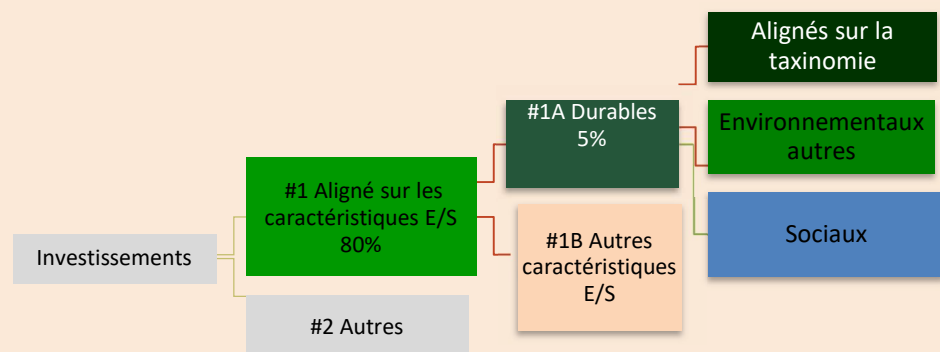 Investissements
#1 Aligné sur les
caractéristiques E/S
80%
#2 Autres
#1A Durables
5%
#1B Autres
caractéristiques
E/S
Alignés sur la
taxinomie
Environnementaux
autres
Sociaux